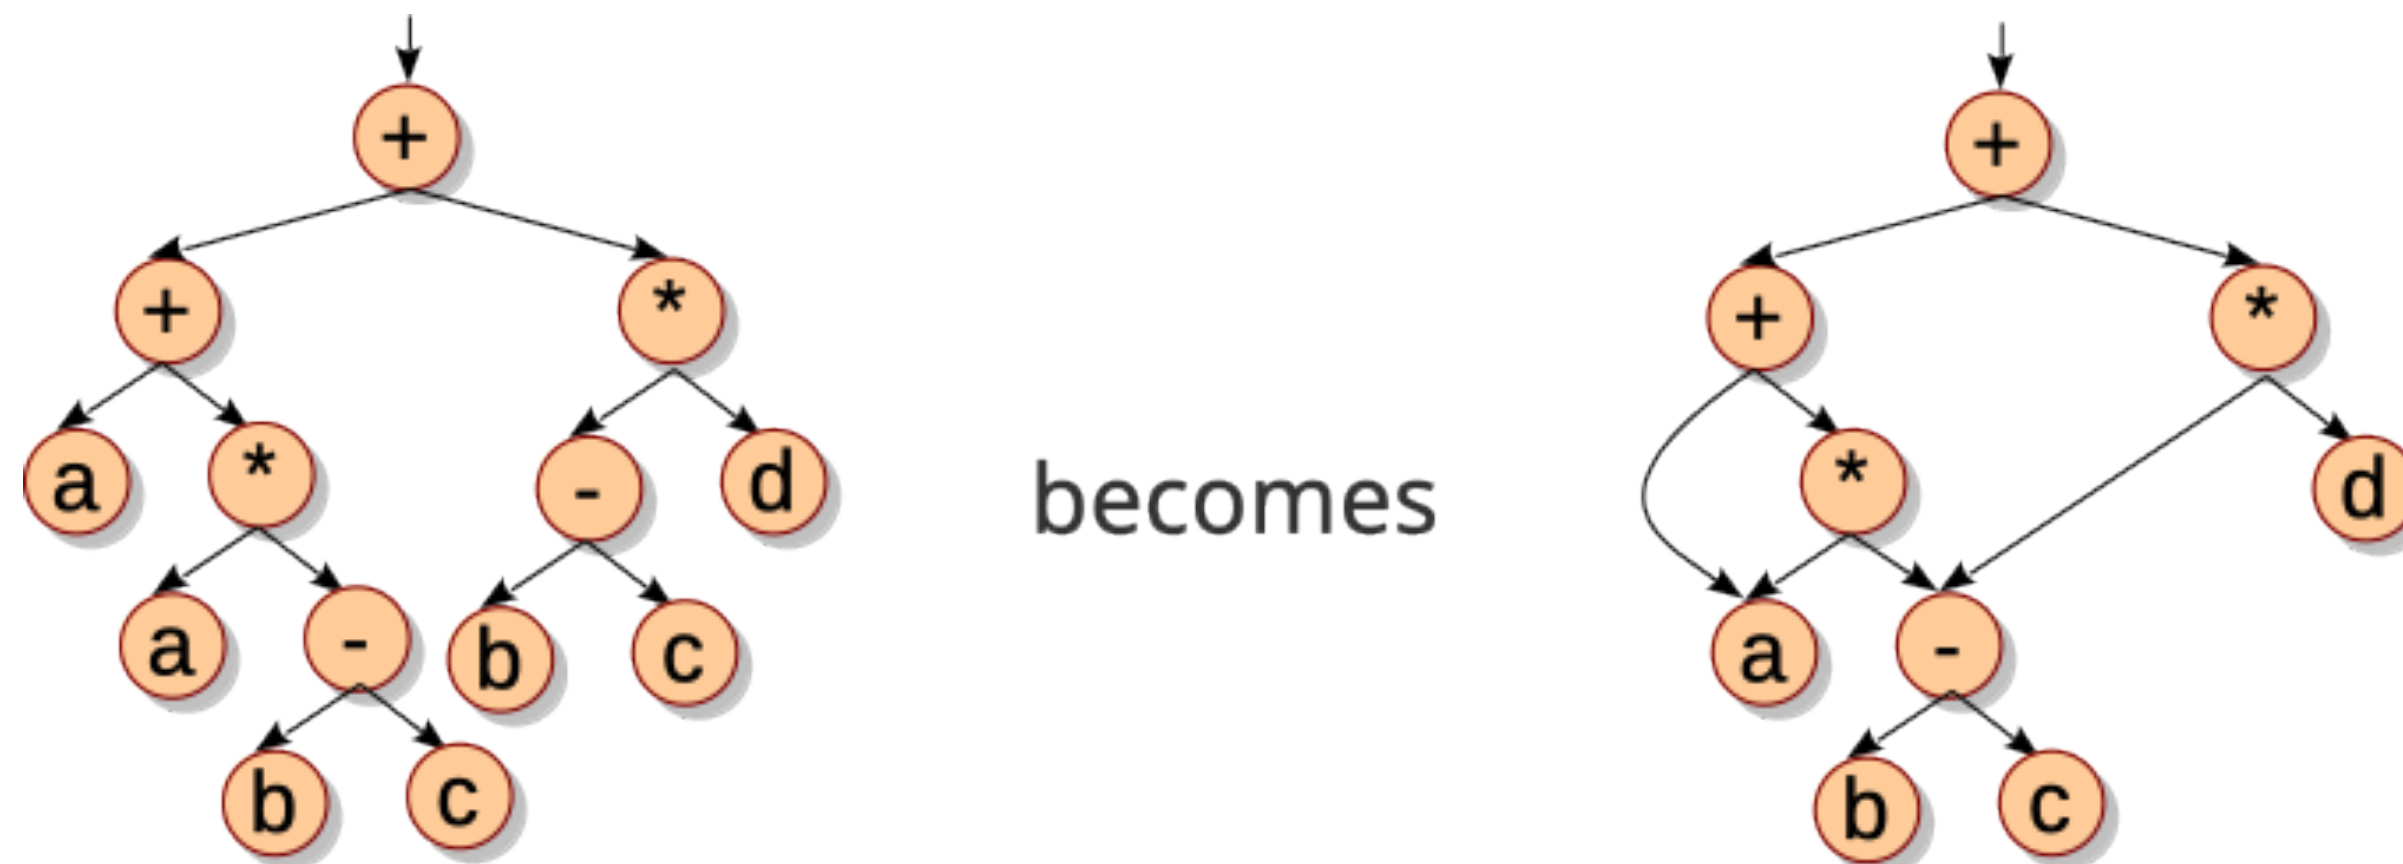 + +
+ * + *
a * - d becomes * d
a - b c a -
b c b c